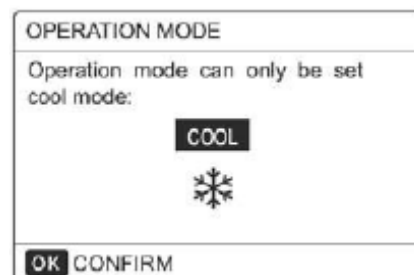 OPERATION MODE
Operation mode can only be set
cool mode:
COOL
OK CONFIRM